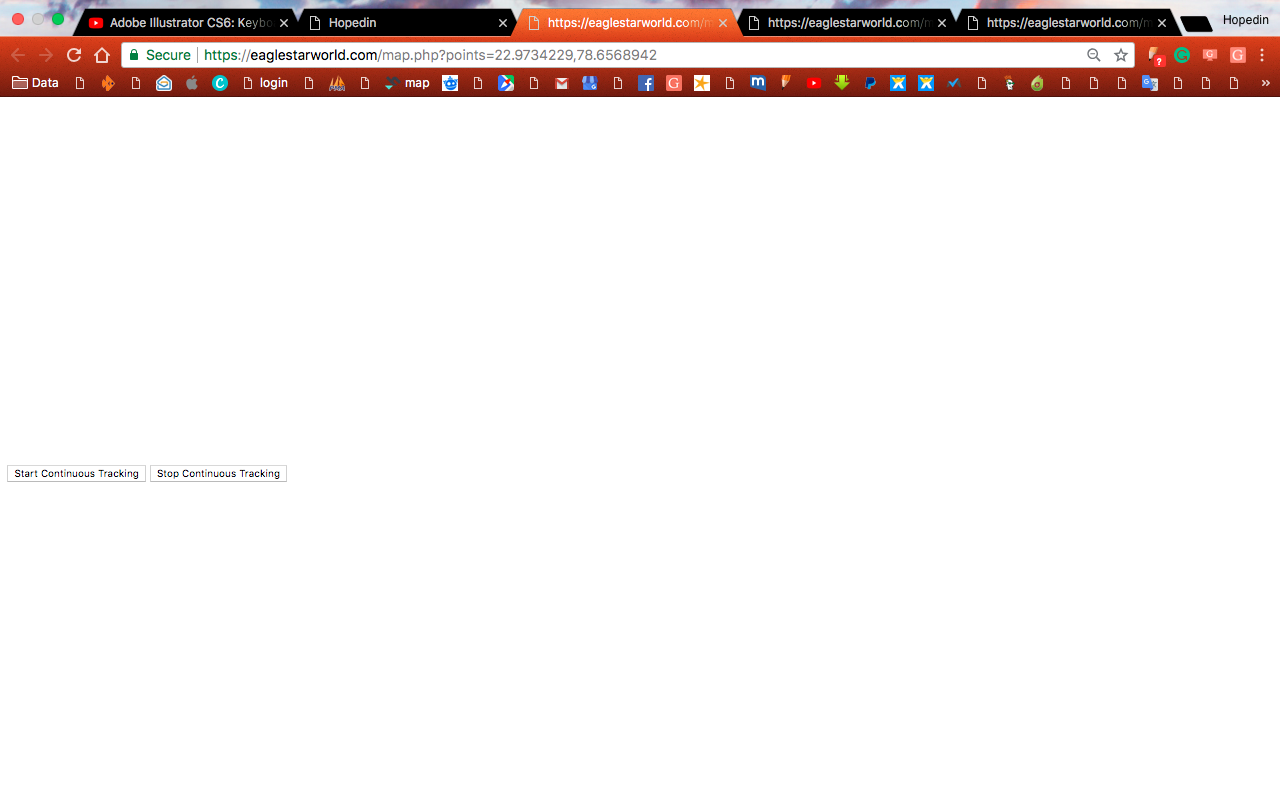 Adobe Illustrator CS6: Keybo
Hopedin
https://eaglestarworld.com/m
https://eaglestarworld.com/m
https://eaglestarworld.com/m
Hopedin
Secure https://eaglestarworld.com/map.php?points=22.9734229,78.6568942
Data login map
Start Continuous Tracking Stop Continuous Tracking